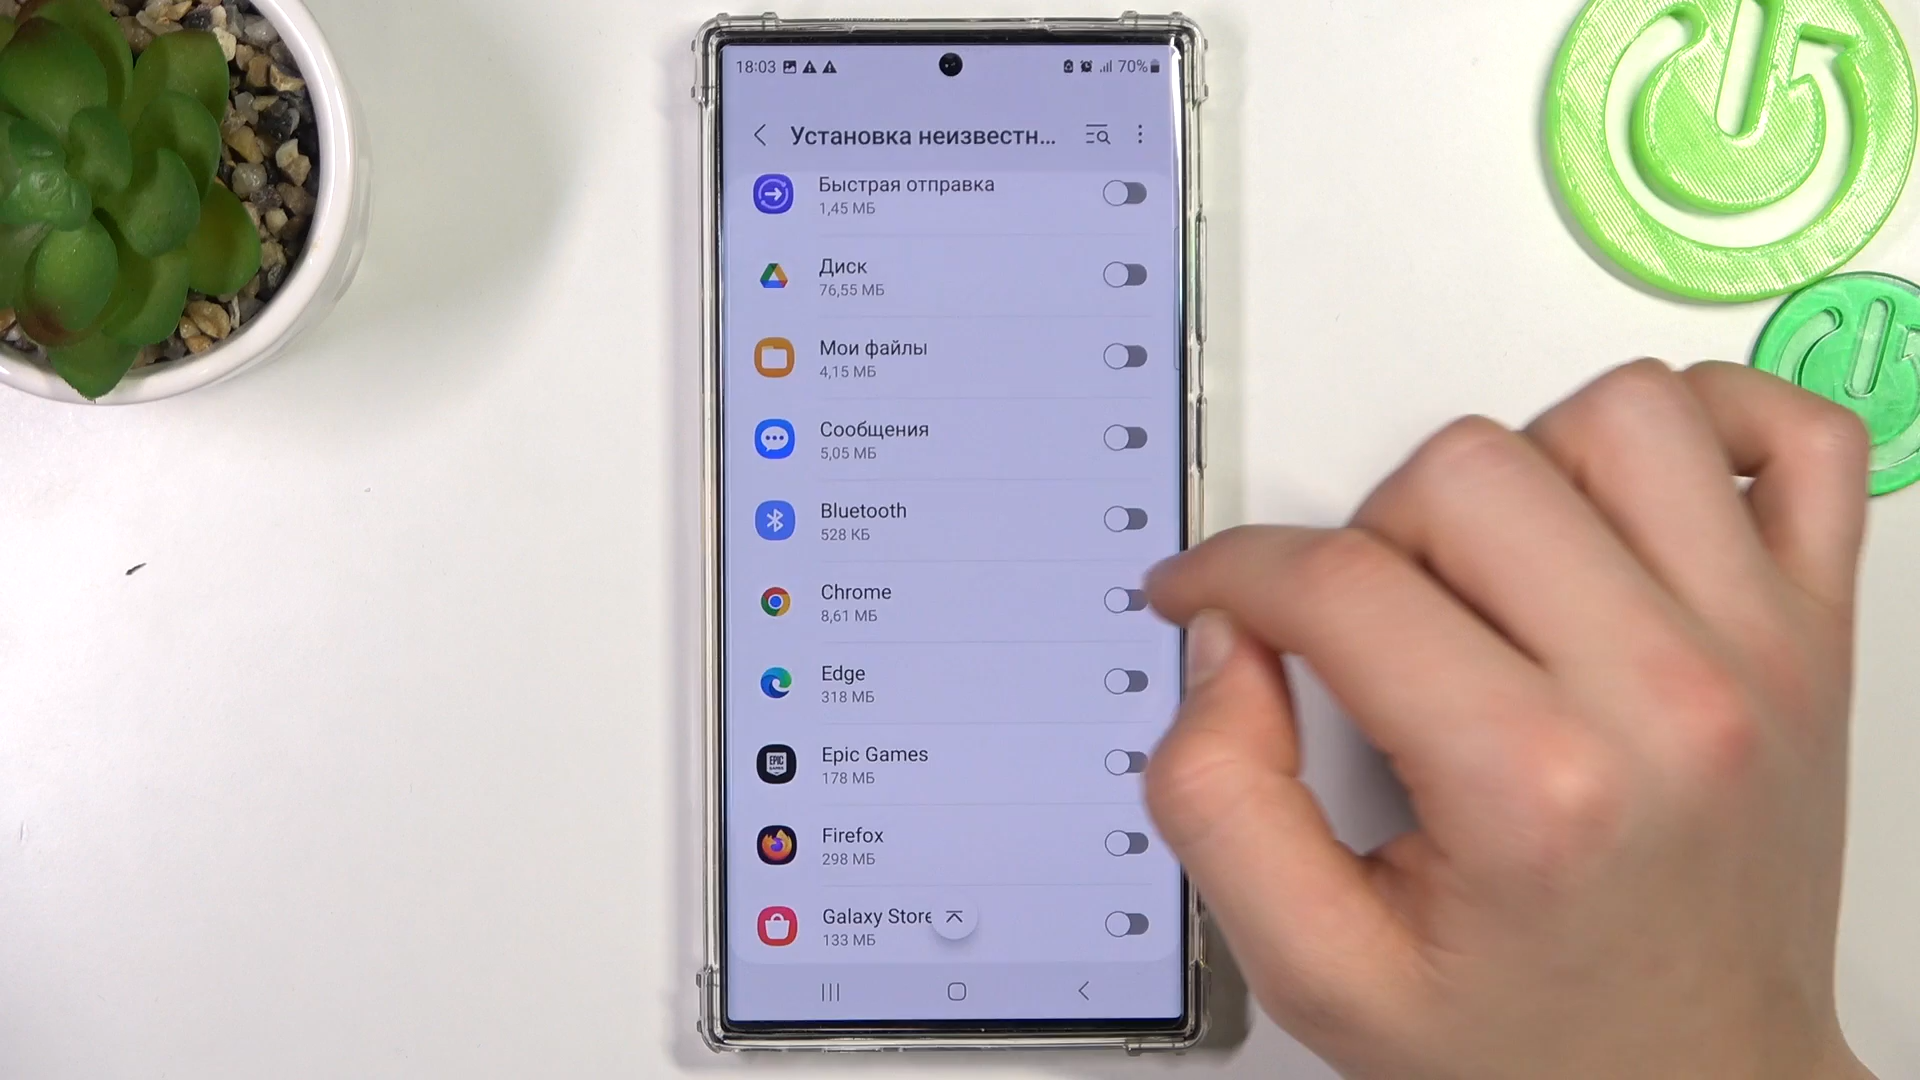 18:03
70%
Установка неизвестн...
Быстрая отправка
1,45 МБ
Диск
76,55 МБ
Мои файлы
4,15 МБ
Сообщения
5,05 МБ
Bluetooth
528 КБ
Chrome
8,61 МБ
Edge
318 МБ
Epic Games
178 МБ
EPIC
GAMES
Firefox
298 МБ
Galaxy Store
133 МБ